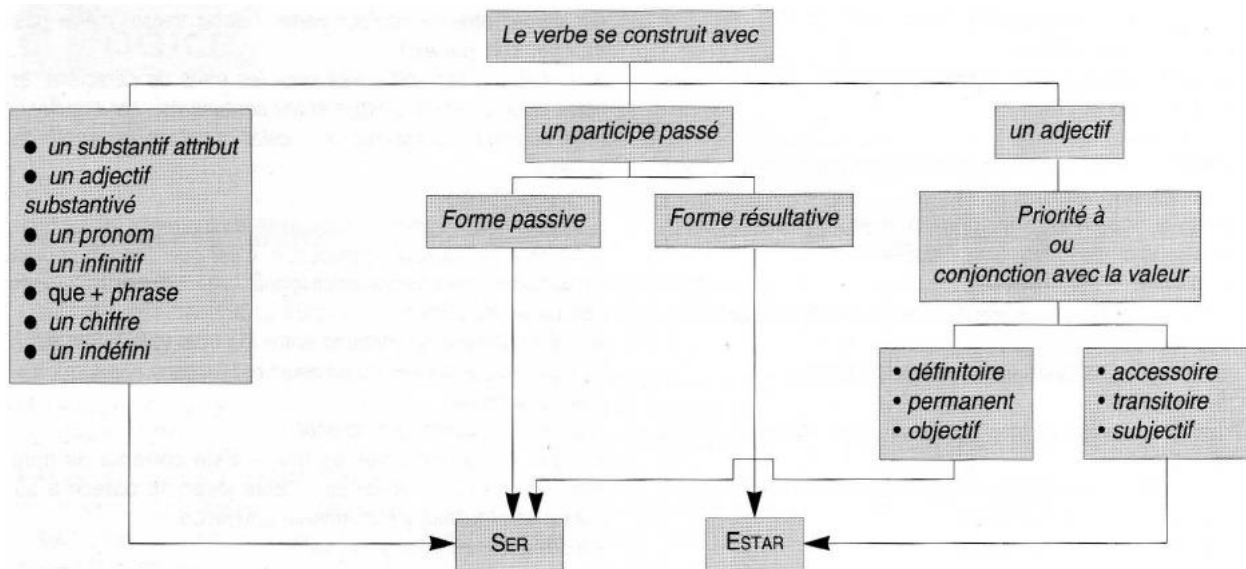 Le verbe se construit avec
● un substantif attribut
● un adjectif
substantivé
● un pronom
● un infinitif
● que + phrase
● un chiffre
● un indéfini
un participe passé
un adjectif
Forme passive
Forme résultative
Priorité à
ou
conjonction avec la valeur
• définitoire
• permanent
• objectif
• accessoire
• transitoire
• subjectif
SER
ESTAR